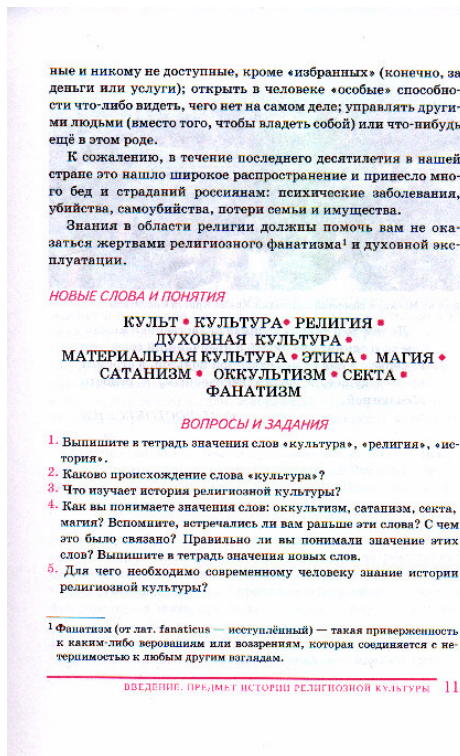 ные и никому не доступные, кроме «избранных» (конечно, за
деньги или услуги); открыть в человеке «особые» способно-
сти что-либо видеть, чего нет на самом деле; управлять други-
ми людьми (вместо того, чтобы владеть собой) или что-нибудь
ещё в этом роде.
К сожалению, в течение последнего десятилетия в нашей
стране это нашло широкое распространение и принесло мно-
го бед и страданий россиянам: психические заболевания,
убийства, самоубийства, потери семьи и имущества.
Знания в области религии должны помочь вам не ока-
заться жертвами религиозного фанатизма¹ и духовной экс-
плуатации.
НОВЫЕ СЛОВА И ПОНЯТИЯ
КУЛЬТ • КУЛЬТУРА • РЕЛИГИЯ •
ДУХОВНАЯ КУЛЬТУРА •
МАТЕРИАЛЬНАЯ КУЛЬТУРА • ЭТИКА • МАГИЯ •
САТАНИЗМ • ОККУЛЬТИЗМ • СЕКТА •
ФАНАТИЗМ
ВОПРОСЫ И ЗАДАНИЯ
1. Выпишите в тетрадь значения слов «культура», «религия», «ис-
тория».
2. Каково происхождение слова «культура»?
3. Что изучает история религиозной культуры?
4. Как вы понимаете значения слов: оккультизм, сатанизм, секта,
магия? Вспомните, встречались ли вам раньше эти слова? С чем
это было связано? Правильно ли вы понимали значение этих
слов? Выпишите в тетрадь значения новых слов.
5. Для чего необходимо современному человеку знание истории
религиозной культуры?
¹ Фанатизм (от лат. fanaticus — исступлённый) — такая приверженность
к каким-либо верованиям или воззрениям, которая соединяется с не-
терпимостью к любым другим взглядам.
ВВЕДЕНИЕ. ПРЕДМЕТ ИСТОРИИ РЕЛИГИОЗНОЙ КУЛЬТУРЫ 11